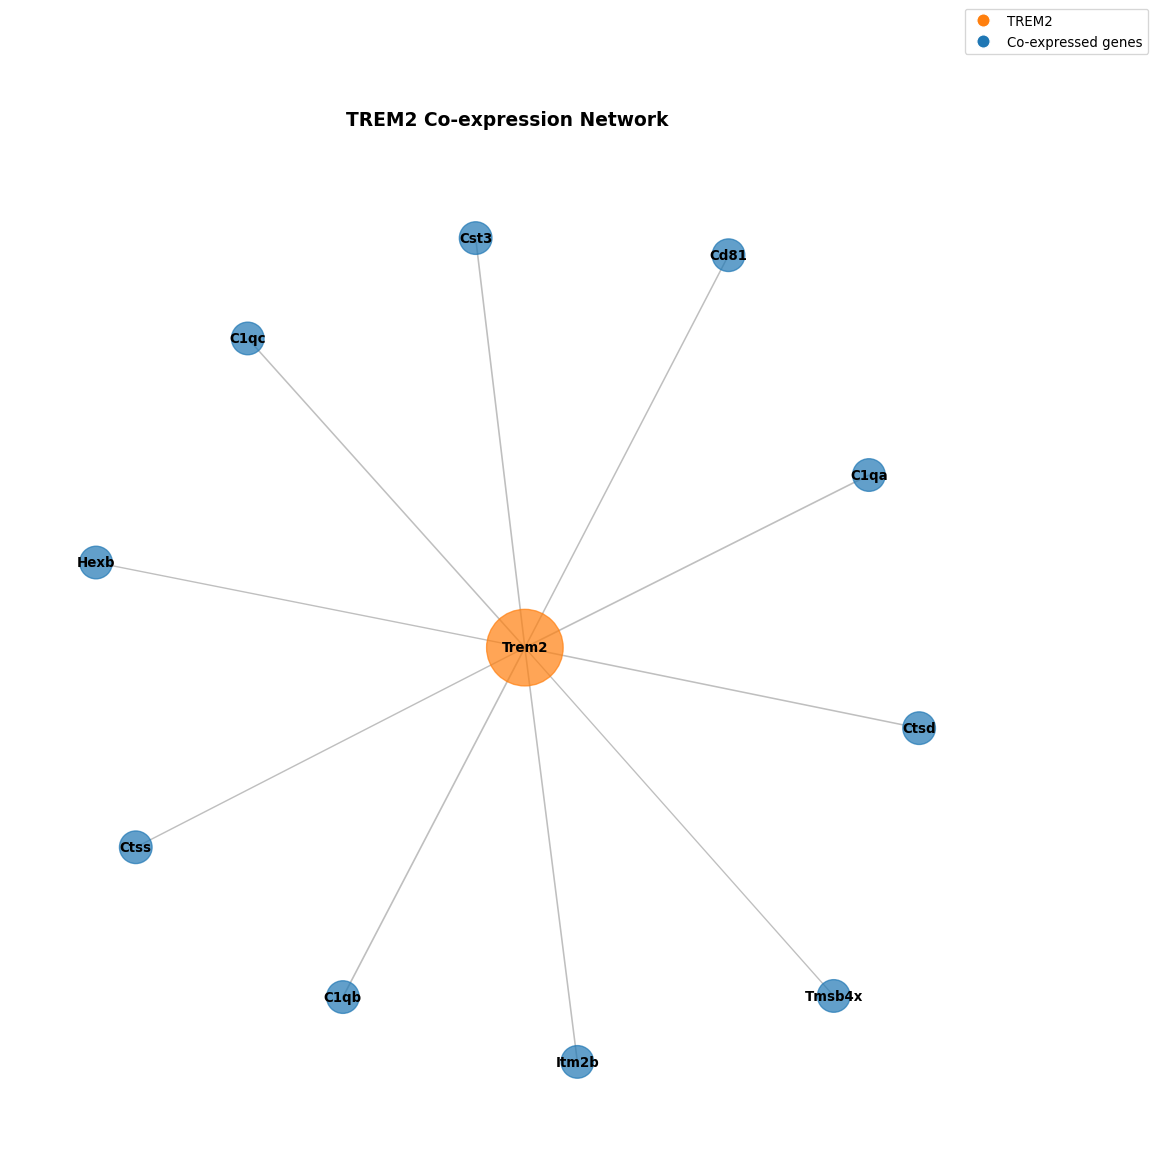 TREM2
Co-expressed genes
TREM2 Co-expression Network
Cst3
Cd81
C1qc
C1qa
Hexb
Trem2
Ctsd
Ctss
C1qb
Tmsb4x
Itm2b